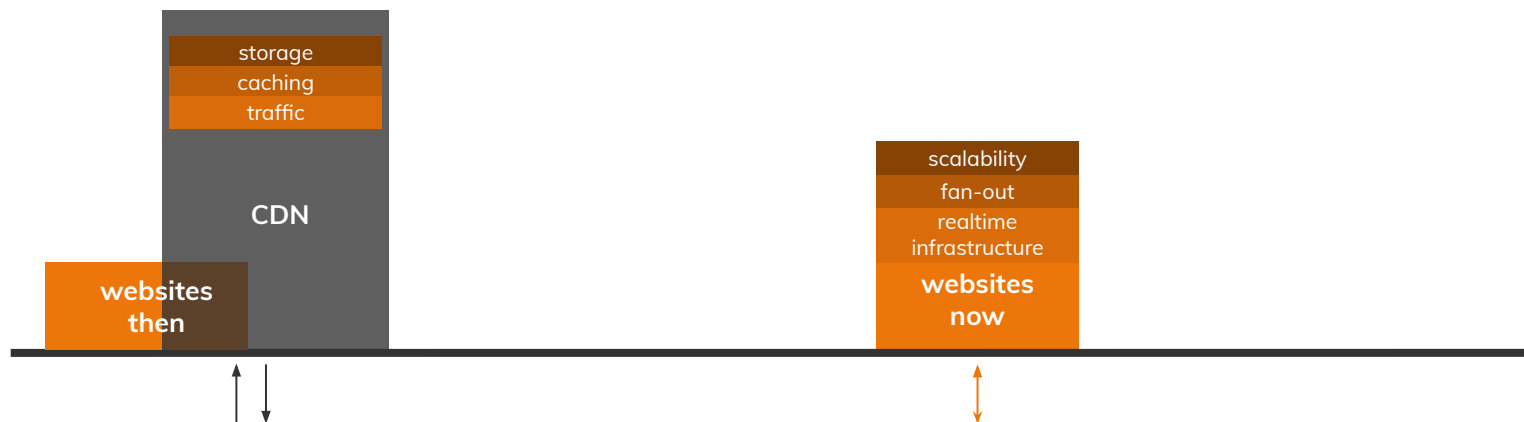 storage
caching
traffic
CDN
websites
then
scalability
fan-out
realtime
infrastructure
websites
now